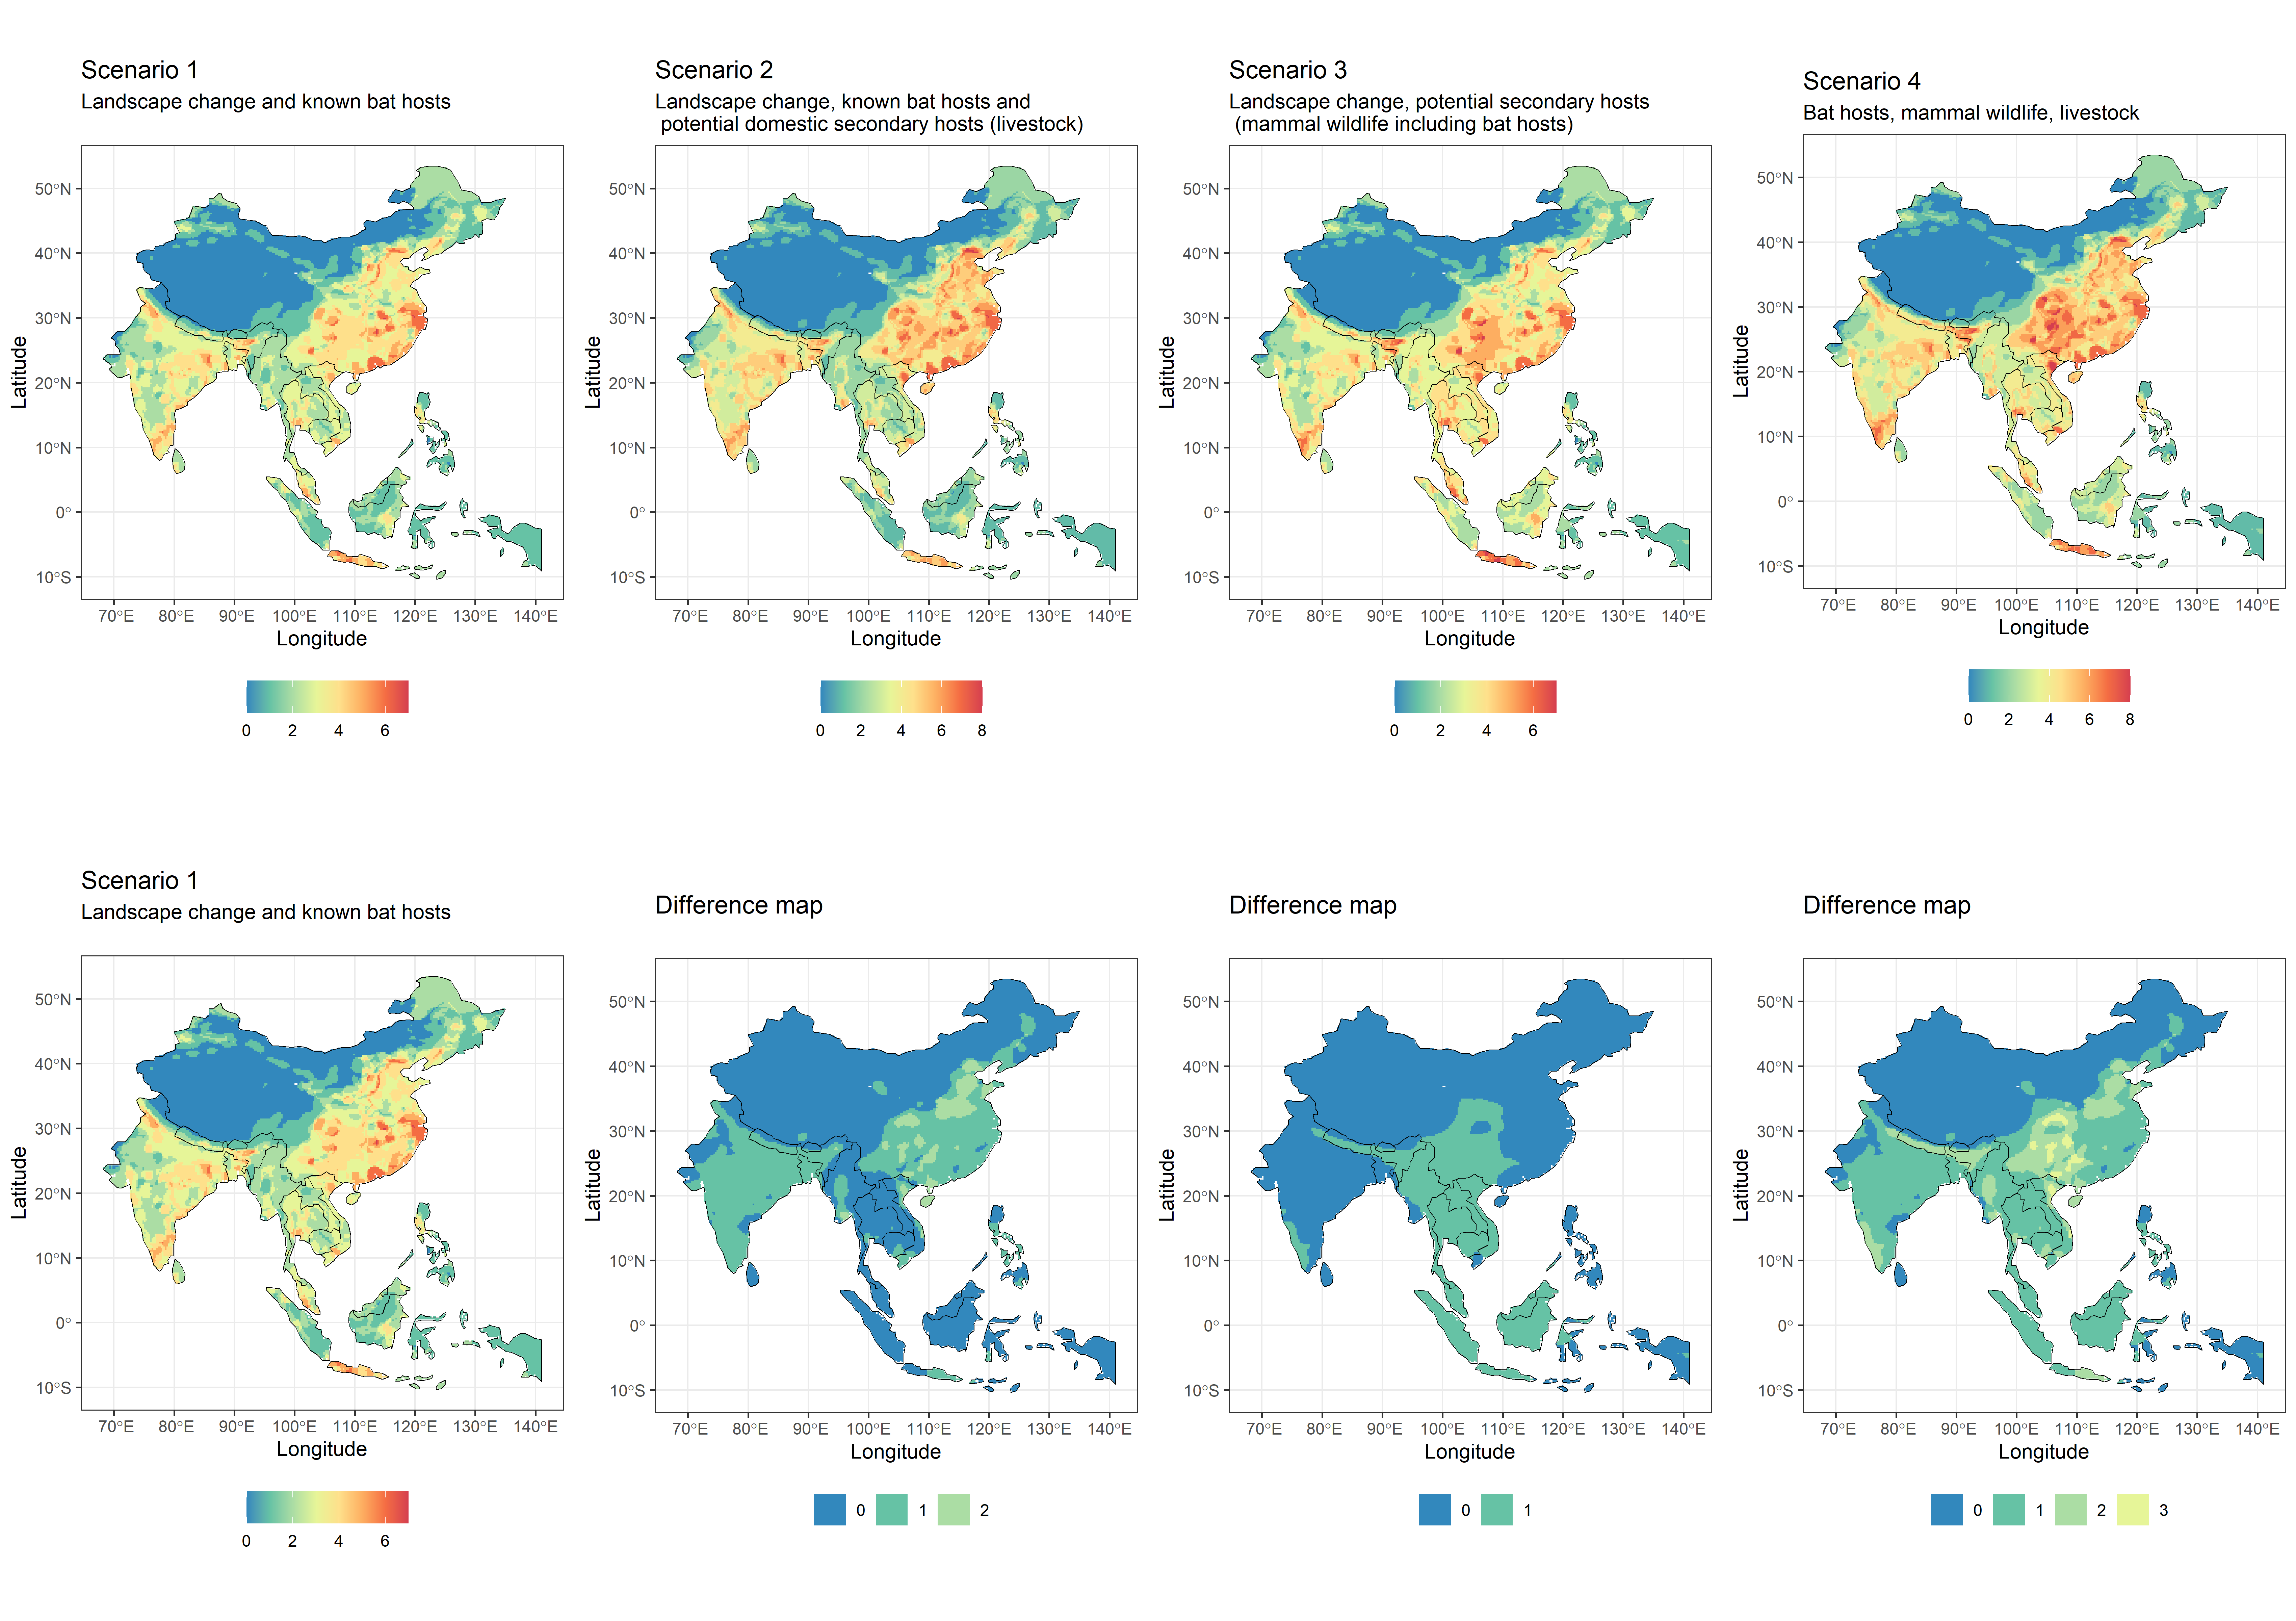 Scenario 1
Landscape change and known bat hosts
Latitude
50°N
40°N
30°N
20°N
10°N
0°
10°S
70°E 80°E 90°E 100°E 110°E 120°E 130°E 140°E
Longitude
0 2 4 6
Scenario 2
Landscape change, known bat hosts and
potential domestic secondary hosts (livestock)
Latitude
50°N
40°N
30°N
20°N
10°N
0°
10°S
70°E 80°E 90°E 100°E 110°E 120°E 130°E 140°E
Longitude
0 2 4 6 8
Scenario 3
Landscape change, potential secondary hosts
(mammal wildlife including bat hosts)
Latitude
50°N
40°N
30°N
20°N
10°N
0°
10°S
70°E 80°E 90°E 100°E 110°E 120°E 130°E 140°E
Longitude
0 2 4 6
Scenario 4
Bat hosts, mammal wildlife, livestock
Latitude
50°N
40°N
30°N
20°N
10°N
0°
10°S
70°E 80°E 90°E 100°E 110°E 120°E 130°E 140°E
Longitude
0 2 4 6 8
Scenario 1
Landscape change and known bat hosts
Latitude
50°N
40°N
30°N
20°N
10°N
0°
10°S
70°E 80°E 90°E 100°E 110°E 120°E 130°E 140°E
Longitude
0 2 4 6
Difference map
Latitude
50°N
40°N
30°N
20°N
10°N
0°
10°S
70°E 80°E 90°E 100°E 110°E 120°E 130°E 140°E
Longitude
0 1 2
Difference map
Latitude
50°N
40°N
30°N
20°N
10°N
0°
10°S
70°E 80°E 90°E 100°E 110°E 120°E 130°E 140°E
Longitude
0 1
Difference map
Latitude
50°N
40°N
30°N
20°N
10°N
0°
10°S
70°E 80°E 90°E 100°E 110°E 120°E 130°E 140°E
Longitude
0 1 2 3